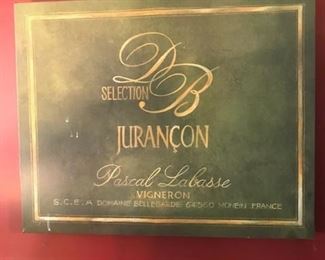 DB
SELECTION
JURANÇON
Pascal Labasse
VIGNERON
S.C.E.A DOMAINE BELLEGARDE 64360 MONEIN FRANCE